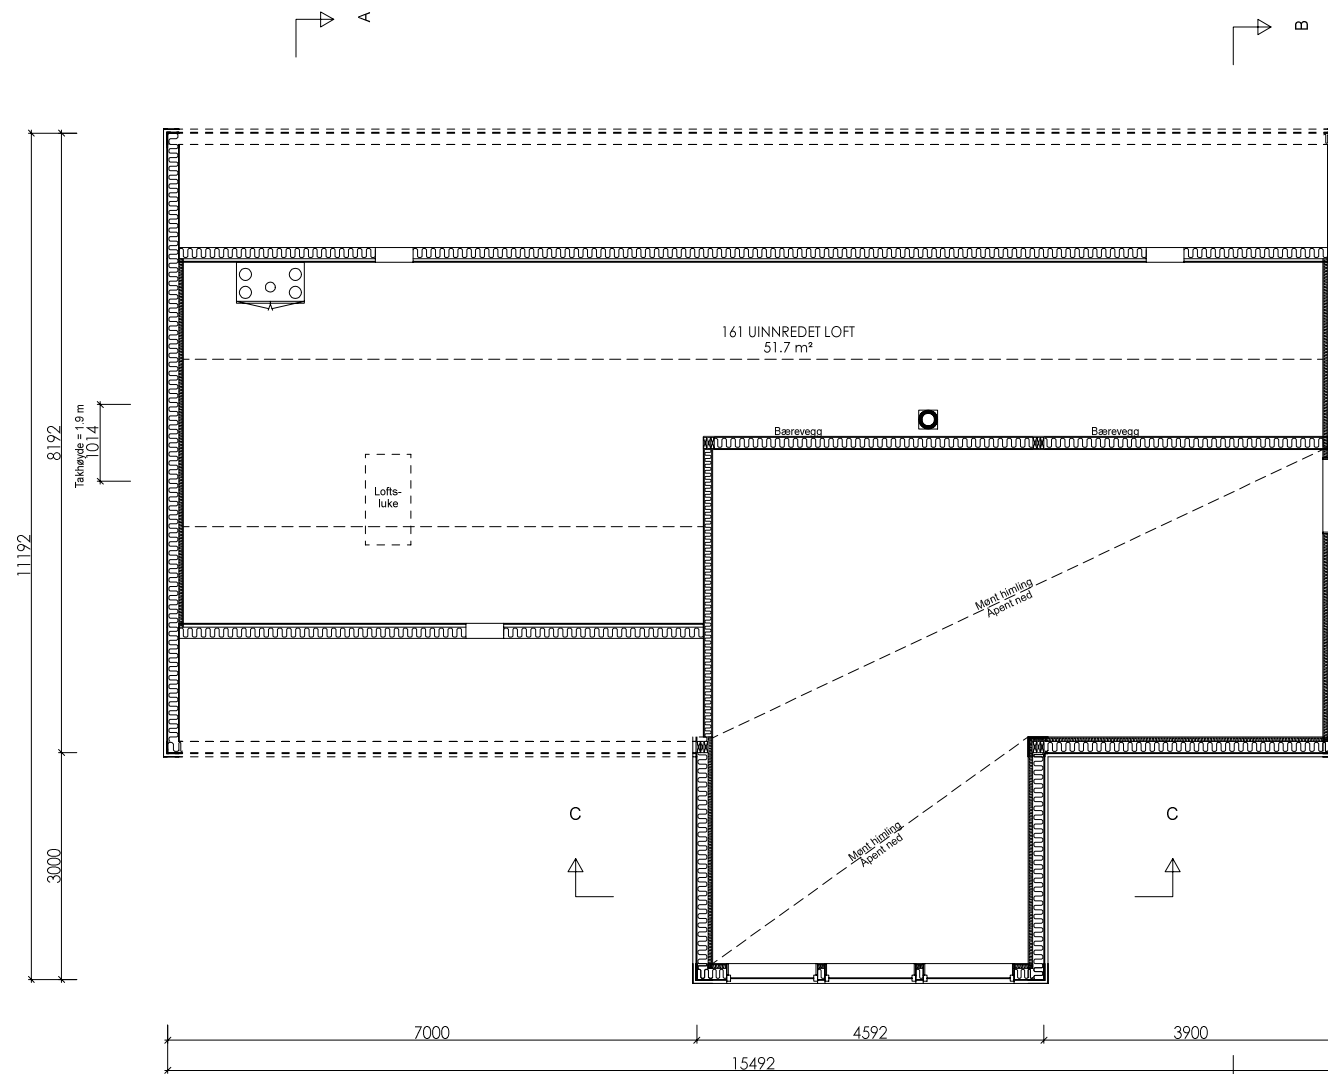 A
B
161 UINNREDET LOFT
51.7 m²
Bærevegg
Bærevegg
Takhøyde = 1.9 m
1014
8192
11192
3000
Lofts-
luke
Mønt himling
Åpent ned
Mønt himling
Åpent ned
C
C
7000
4592
3900
15492